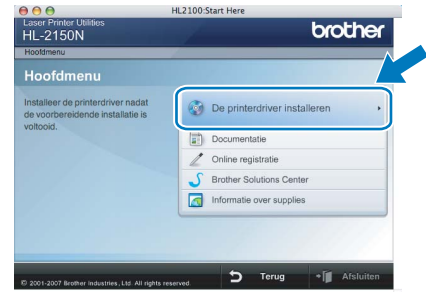 HL2100:Start Here
Laser Printer Utilities
HL-2150N
brother
Hoofdmenu
Hoofdmenu
Installeer de printerdriver nadat
de voorbereidende installatie is
voltooid.
De printerdriver installeren
Documentatie
Online registratie
Brother Solutions Center
Informatie over supplies
© 2001-2007 Brother Industries, Ltd. All rights reserved.
Terug
Afsluiten